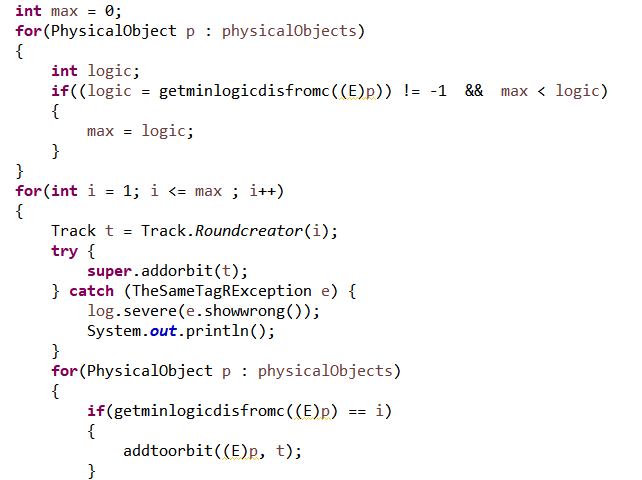 int max = 0;
for(PhysicalObject p : physicalObjects)
{
    int logic;
    if((logic = getminlogicdisfromc((E)p)) != -1  &&  max < logic)
    {
        max = logic;
    }
}
for(int i = 1; i <= max ; i++)
{
    Track t = Track.Roundcreator(i);
    try {
        super.addorbit(t);
    } catch (TheSameTagRException e) {
        log.severe(e.showwrong());
        System.out.println();
    }
    for(PhysicalObject p : physicalObjects)
    {
        if(getminlogicdisfromc((E)p) == i)
        {
            addtoorbit((E)p, t);
        }